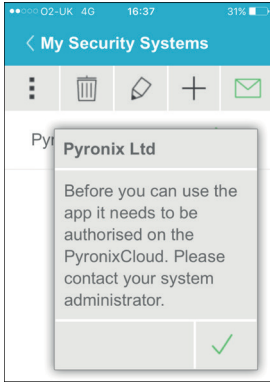 O2-UK 4G 16:37 31%
My Security Systems
Pyr
Pyronix Ltd
Before you can use the
app it needs to be
authorised on the
PyronixCloud. Please
contact your system
administrator.